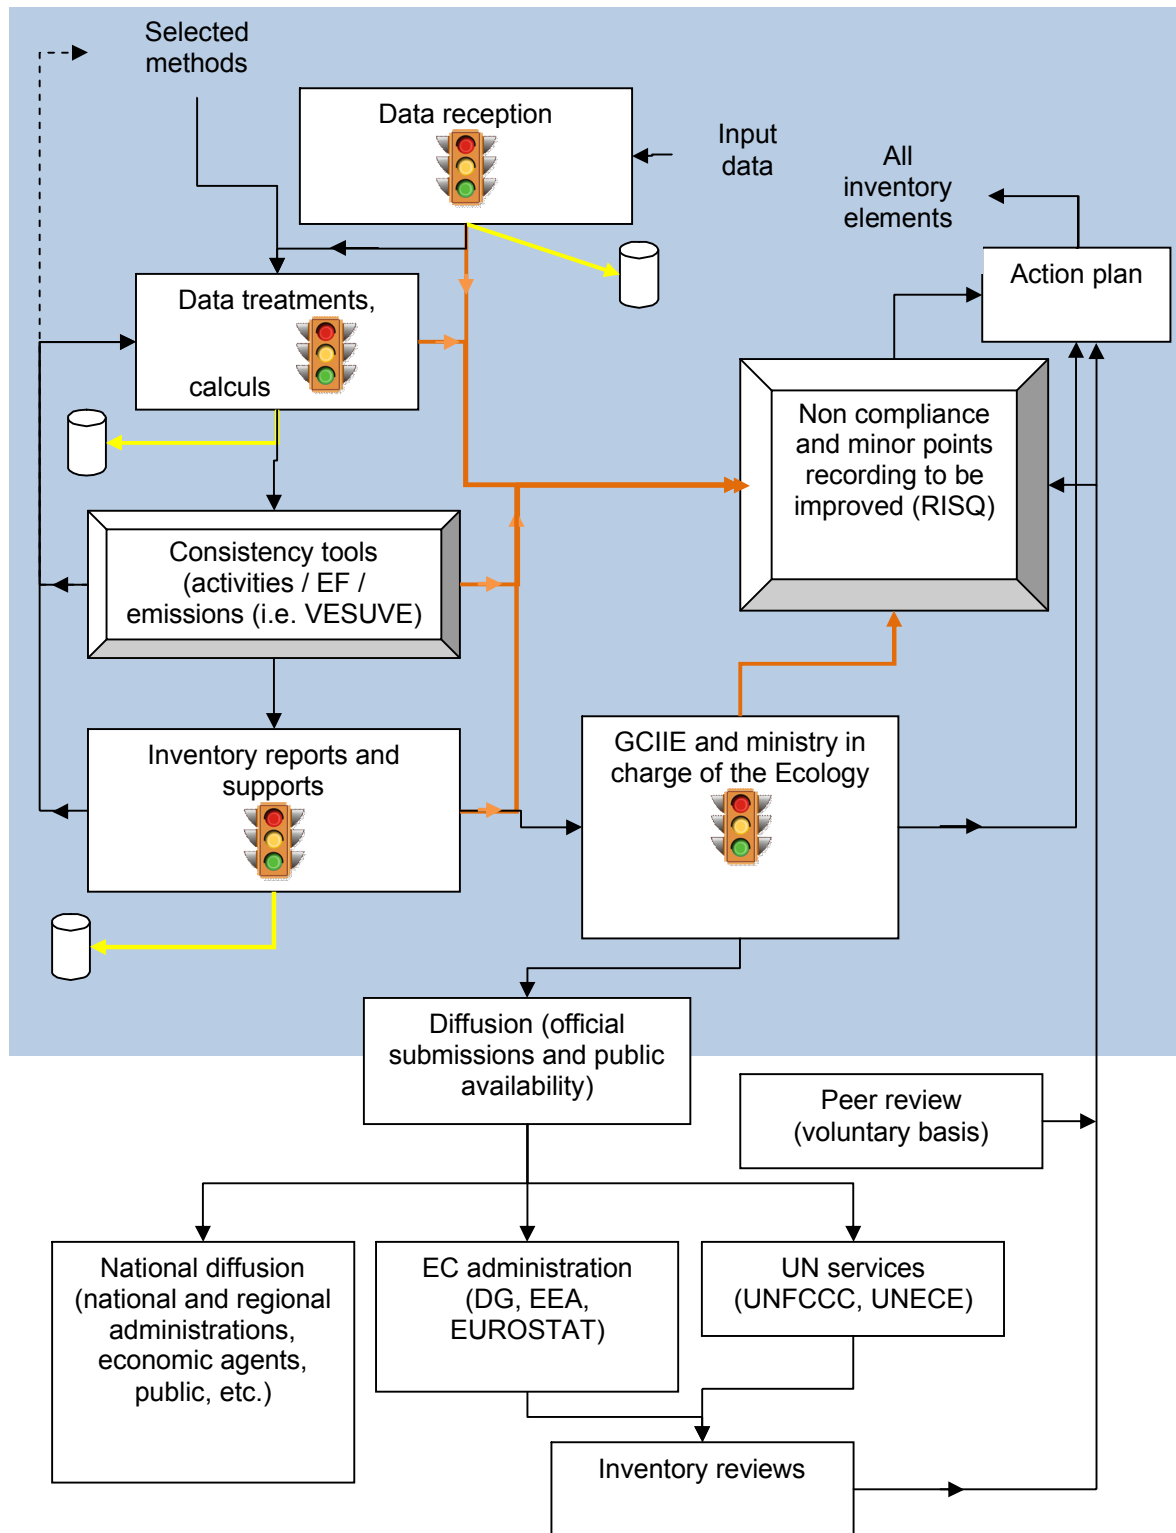 Selected
methods
Data reception
Input
data
All
inventory
elements
Action plan
Data treatments,
calculs
Non compliance
and minor points
recording to be
improved (RISQ)
Consistency tools
(activities / EF /
emissions (i.e. VESUVE)
Inventory reports and
supports
GCIIE and ministry in
charge of the Ecology
Diffusion (official
submissions and public
availability)
Peer review
(voluntary basis)
National diffusion
(national and regional
administrations,
economic agents,
public, etc.)
EC administration
(DG, EEA,
EUROSTAT)
UN services
(UNFCCC, UNECE)
Inventory reviews